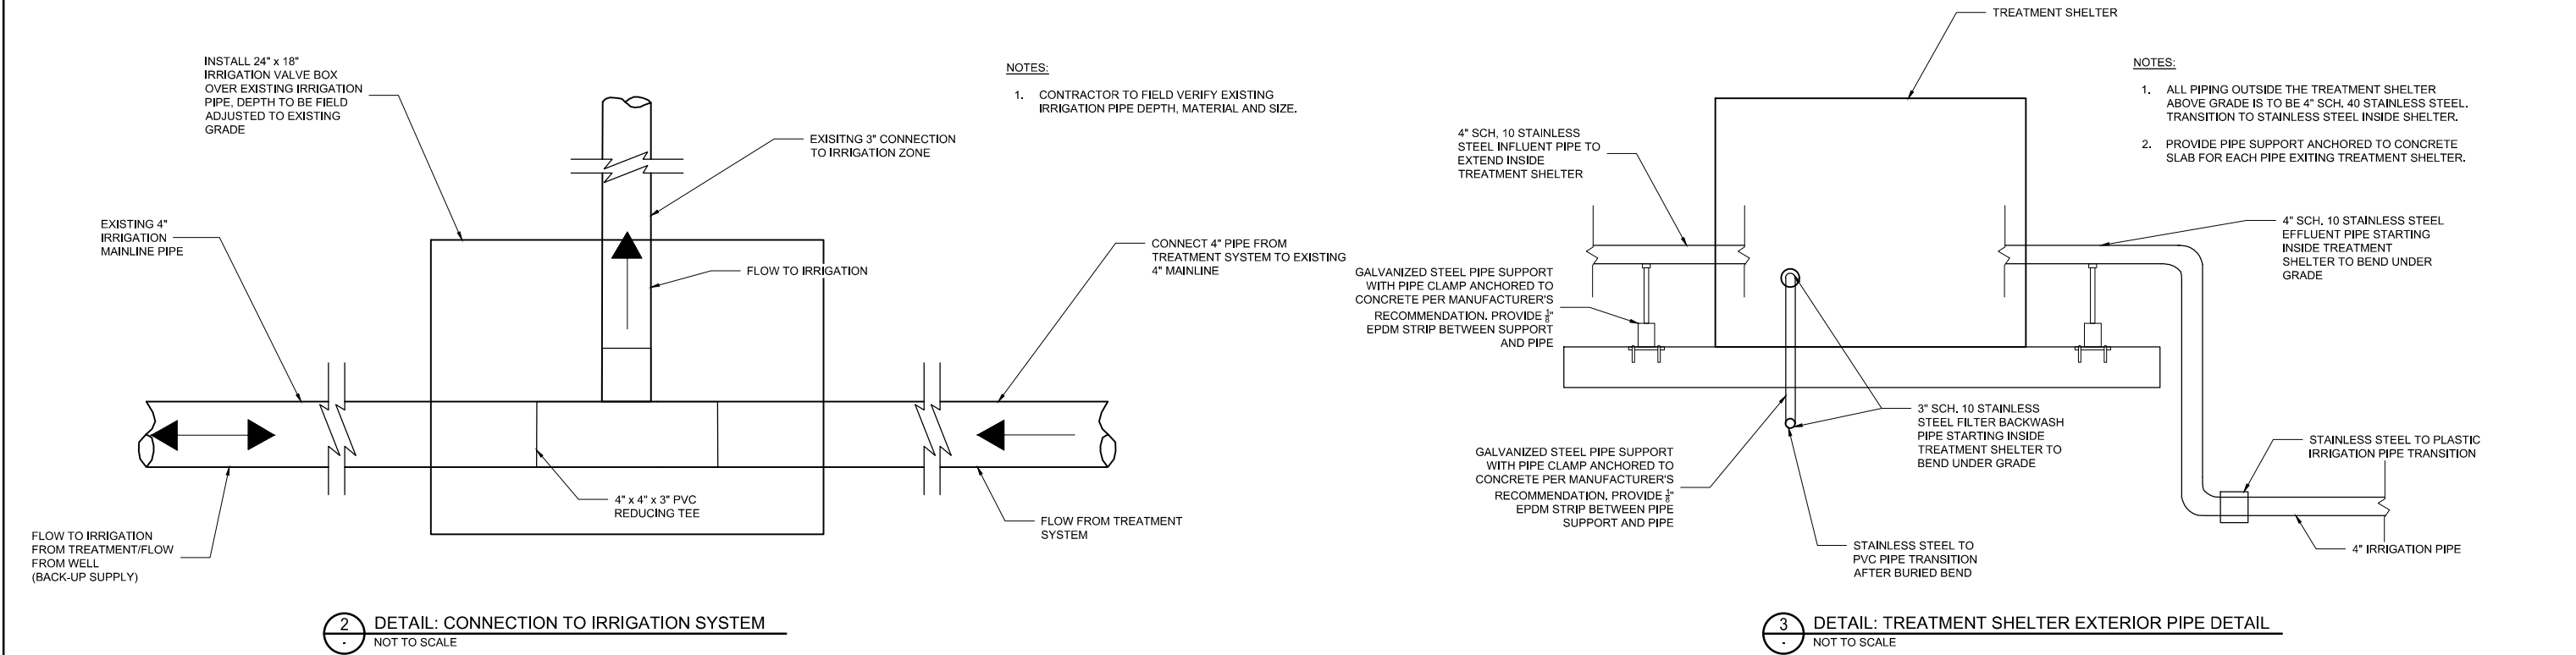 INSTALL 24" x 18"
IRRIGATION VALVE BOX
OVER EXISTING IRRIGATION
PIPE, DEPTH TO BE FIELD
ADJUSTED TO EXISTING
GRADE
EXISTING 4"
IRRIGATION
MAINLINE PIPE
FLOW TO IRRIGATION
FROM TREATMENT/FLOW
FROM WELL
(BACK-UP SUPPLY)
NOTES:
1. CONTRACTOR TO FIELD VERIFY EXISTING
IRRIGATION PIPE DEPTH, MATERIAL AND SIZE.
EXISITNG 3" CONNECTION
TO IRRIGATION ZONE
FLOW TO IRRIGATION
CONNECT 4" PIPE FROM
TREATMENT SYSTEM TO EXISTING
4" MAINLINE
4" x 4" x 3" PVC
REDUCING TEE
FLOW FROM TREATMENT
SYSTEM
2
-
DETAIL: CONNECTION TO IRRIGATION SYSTEM
NOT TO SCALE
TREATMENT SHELTER
NOTES:
1. ALL PIPING OUTSIDE THE TREATMENT SHELTER
ABOVE GRADE IS TO BE 4" SCH. 40 STAINLESS STEEL.
TRANSITION TO STAINLESS STEEL INSIDE SHELTER.
2. PROVIDE PIPE SUPPORT ANCHORED TO CONCRETE
SLAB FOR EACH PIPE EXITING TREATMENT SHELTER.
4" SCH. 10 STAINLESS
STEEL INFLUENT PIPE TO
EXTEND INSIDE
TREATMENT SHELTER
GALVANIZED STEEL PIPE SUPPORT
WITH PIPE CLAMP ANCHORED TO
CONCRETE PER MANUFACTURER'S
RECOMMENDATION. PROVIDE 1/8"
EPDM STRIP BETWEEN SUPPORT
AND PIPE
4" SCH. 10 STAINLESS STEEL
EFFLUENT PIPE STARTING
INSIDE TREATMENT
SHELTER TO BEND UNDER
GRADE
GALVANIZED STEEL PIPE SUPPORT
WITH PIPE CLAMP ANCHORED TO
CONCRETE PER MANUFACTURER'S
RECOMMENDATION. PROVIDE 1/8"
EPDM STRIP BETWEEN PIPE
SUPPORT AND PIPE
3" SCH. 10 STAINLESS
STEEL FILTER BACKWASH
PIPE STARTING INSIDE
TREATMENT SHELTER TO
BEND UNDER GRADE
STAINLESS STEEL TO
PVC PIPE TRANSITION
AFTER BURIED BEND
STAINLESS STEEL TO PLASTIC
IRRIGATION PIPE TRANSITION
4" IRRIGATION PIPE
3
-
DETAIL: TREATMENT SHELTER EXTERIOR PIPE DETAIL
NOT TO SCALE